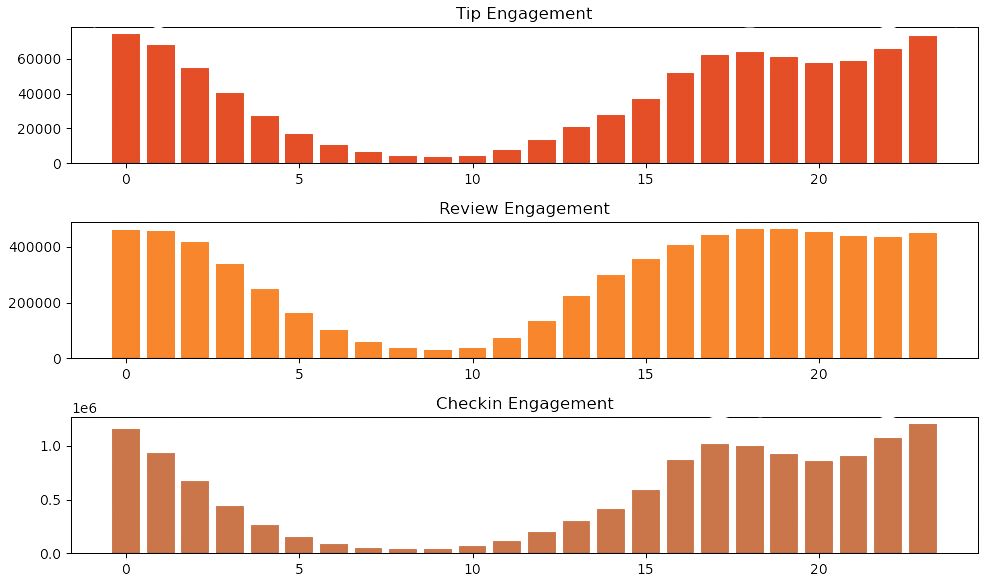 Tip Engagement
60000
40000
20000
0
0 5 10 15 20
Review Engagement
400000
200000
0
0 5 10 15 20
Checkin Engagement
1e6
1.0
0.5
0.0
0 5 10 15 20